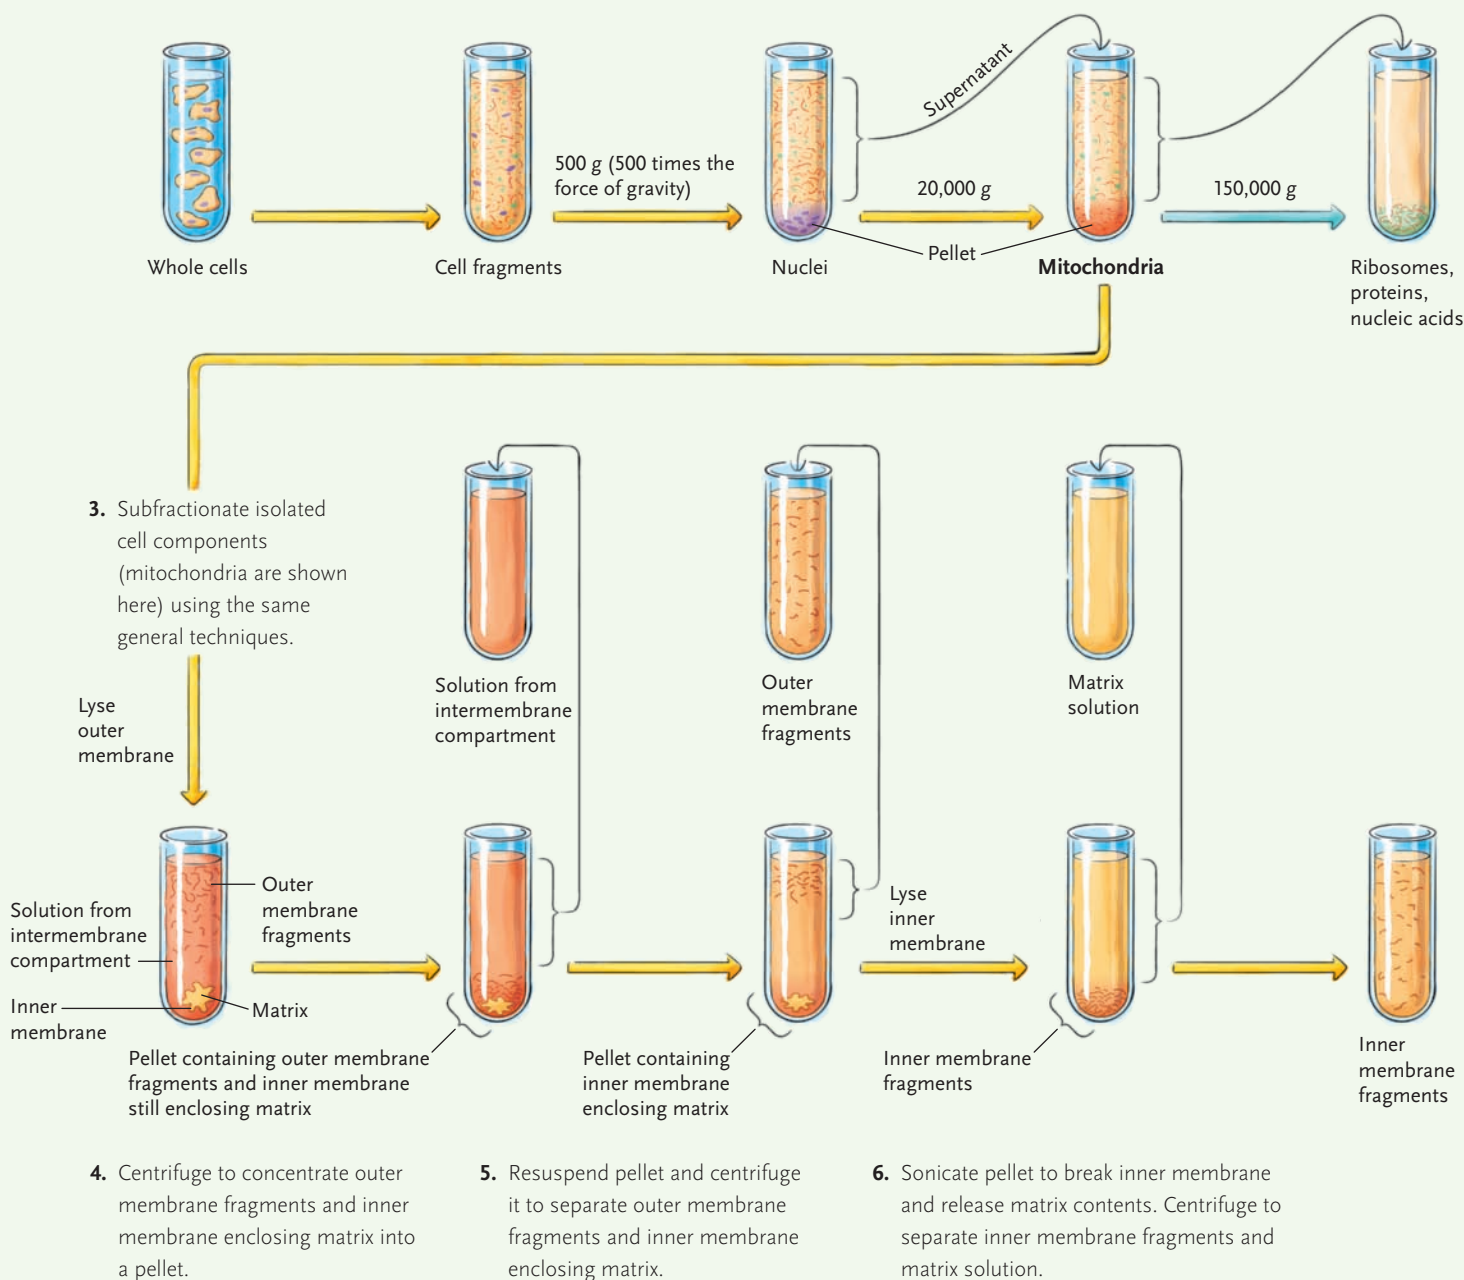 Supernatant
500 g (500 times the
force of gravity)
20,000 g
150,000 g
Whole cells
Cell fragments
Nuclei
Pellet
Mitochondria
Ribosomes,
proteins,
nucleic acids
3. Subfractionate isolated
cell components
(mitochondria are shown
here) using the same
general techniques.
Lyse
outer
membrane
Solution from
intermembrane
compartment
Outer
membrane
fragments
Matrix
solution
Solution from
intermembrane
compartment
Inner
membrane
Outer
membrane
fragments
Matrix
Lyse
inner
membrane
Pellet containing outer membrane
fragments and inner membrane
still enclosing matrix
Pellet containing
inner membrane
enclosing matrix
Inner membrane
fragments
Inner
membrane
fragments
4. Centrifuge to concentrate outer
membrane fragments and inner
membrane enclosing matrix into
a pellet.
5. Resuspend pellet and centrifuge
it to separate outer membrane
fragments and inner membrane
enclosing matrix.
6. Sonicate pellet to break inner membrane
and release matrix contents. Centrifuge to
separate inner membrane fragments and
matrix solution.